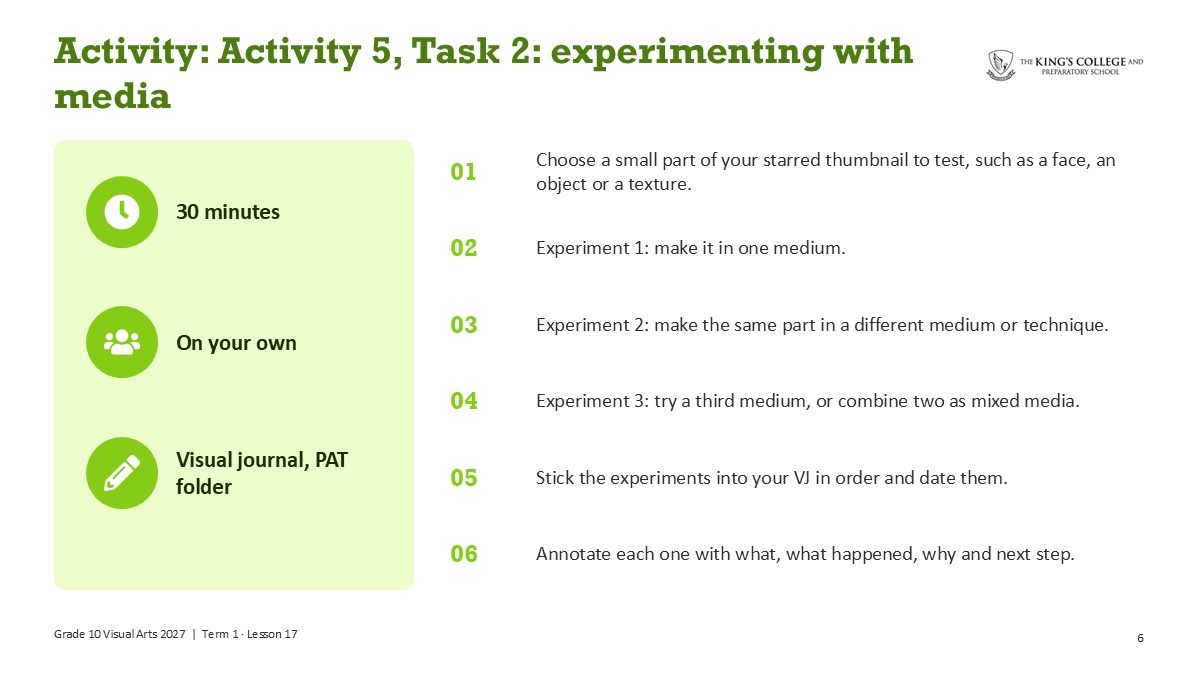 Activity: Activity 5, Task 2: experimenting with
media
THE KING'S COLLEGE AND
PREPARATORY SCHOOL
30 minutes
On your own
Visual journal, PAT
folder
01
Choose a small part of your starred thumbnail to test, such as a face, an
object or a texture.
02
Experiment 1: make it in one medium.
03
Experiment 2: make the same part in a different medium or technique.
04
Experiment 3: try a third medium, or combine two as mixed media.
05
Stick the experiments into your VJ in order and date them.
06
Annotate each one with what, what happened, why and next step.
Grade 10 Visual Arts 2027 | Term 1 · Lesson 17
6